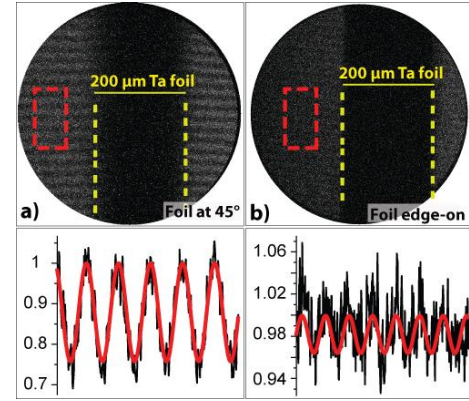 200 µm Ta foil
200 µm Ta foil
a)
Foil at 45°
b)
Foil edge-on
1
0.9
0.8
0.7
1.06
1.02
0.98
0.94